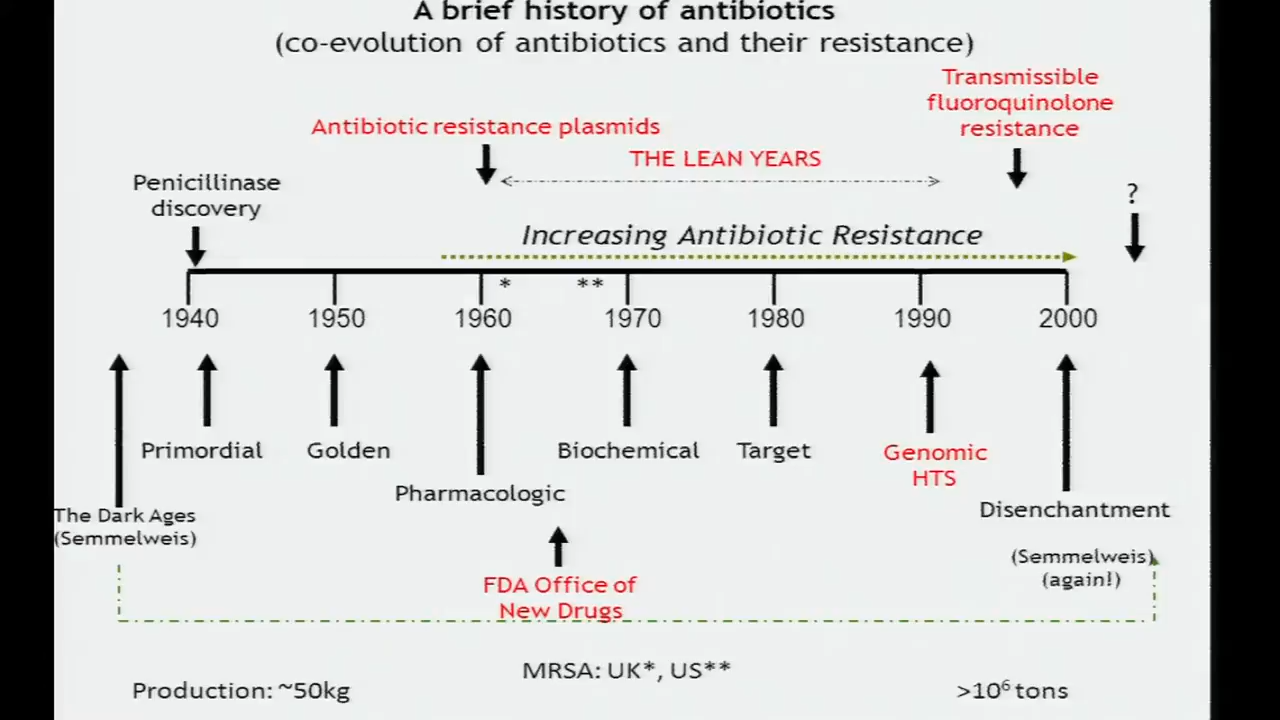 A brief history of antibiotics
(co-evolution of antibiotics and their resistance)
Transmissible
fluoroquinolone
resistance
Antibiotic resistance plasmids
THE LEAN YEARS
Penicillinase
discovery
?
Increasing Antibiotic Resistance
* **
1940 1950 1960 1970 1980 1990 2000
Primordial Golden Biochemical Target Genomic
HTS
Pharmacologic
Disenchantment
The Dark Ages
(Semmelweis)
(Semmelweis)
(again!)
FDA Office of
New Drugs
MRSA: UK*, US**
Production: ~50kg >10⁶ tons